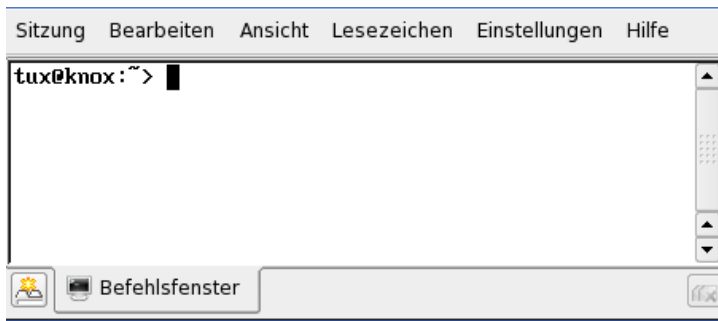 Sitzung Bearbeiten Ansicht Lesezeichen Einstellungen Hilfe
tux@knox:~>
Befehlsfenster